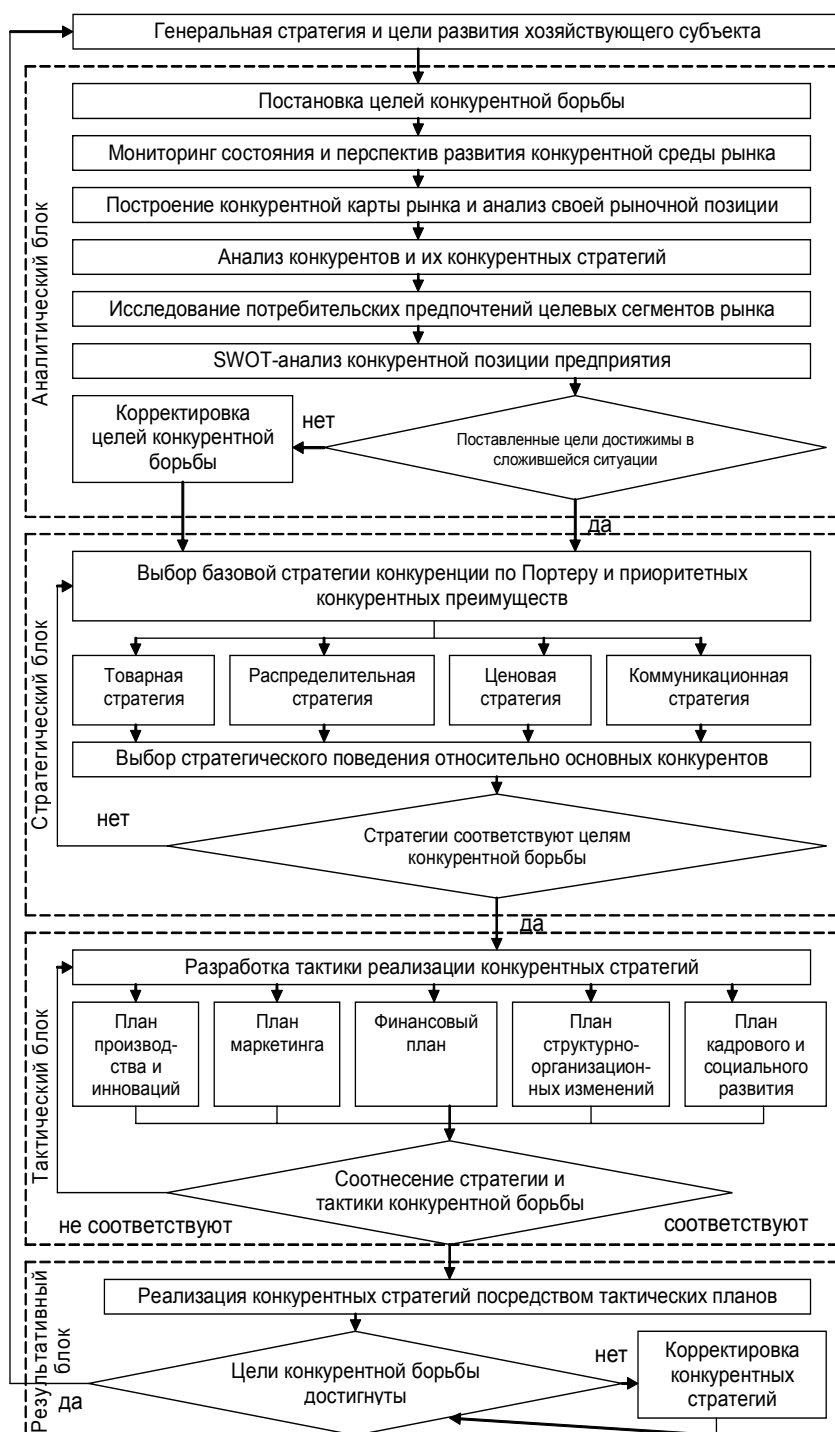 Генеральная стратегия и цели развития хозяйствующего субъекта
Аналитический блок
Постановка целей конкурентной борьбы
Мониторинг состояния и перспектив развития конкурентной среды рынка
Построение конкурентной карты рынка и анализ своей рыночной позиции
Анализ конкурентов и их конкурентных стратегий
Исследование потребительских предпочтений целевых сегментов рынка
SWOT-анализ конкурентной позиции предприятия
Корректировка
целей конкурентной
борьбы
нет
Поставленные цели достижимы в
сложившейся ситуации
да
Стратегический блок
Выбор базовой стратегии конкуренции по Портеру и приоритетных
конкурентных преимуществ
Товарная
стратегия
Распределительная
стратегия
Ценовая
стратегия
Коммуникационная
стратегия
Выбор стратегического поведения относительно основных конкурентов
нет
Стратегии соответствуют целям
конкурентной борьбы
да
Тактический блок
Разработка тактики реализации конкурентных стратегий
План
производ-
ства и
инноваций
План
маркетинга
Финансовый
план
План
структурно-
организацион-
ных изменений
План
кадрового и
социального
развития
Соотнесение стратегии и
тактики конкурентной борьбы
не соответствуют
соответствуют
Результативный
блок
Реализация конкурентных стратегий посредством тактических планов
Цели конкурентной борьбы
достигнуты
да
нет
Корректировка
конкурентных
стратегий